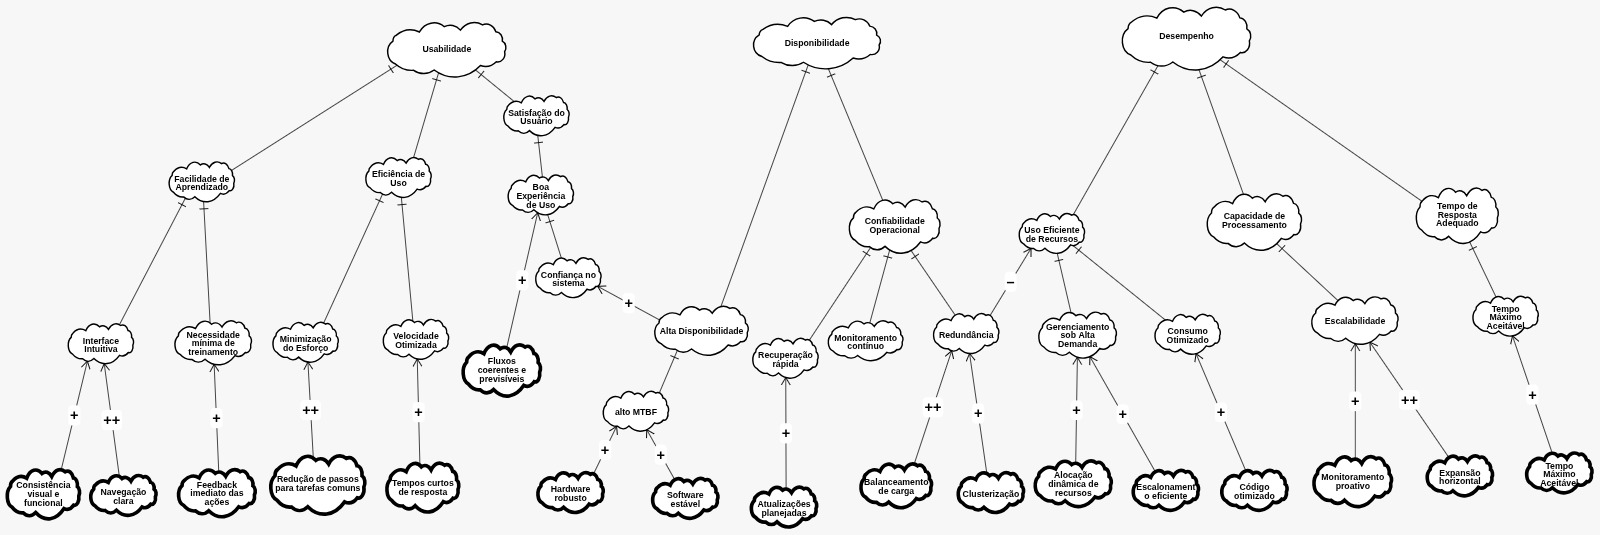 Usabilidade
Disponibilidade
Desempenho
Satisfação do
Usuário
Facilidade de
Aprendizado
Eficiência de
Uso
Boa
Experiência
de Uso
Confiabilidade
Operacional
Uso Eficiente
de Recursos
Capacidade de
Processamento
Tempo de
Resposta
Adequado
Confiança no
sistema
+
+
–
Interface
Intuitiva
Necessidade
mínima de
treinamento
Minimização
do Esforço
Velocidade
Otimizada
Fluxos
coerentes e
previsíveis
Alta Disponibilidade
Recuperação
rápida
Monitoramento
contínuo
Redundância
Gerenciamento
sob Alta
Demanda
Consumo
Otimizado
Escalabilidade
Tempo
Máximo
Aceitável
alto MTBF
+
++
+
++
+
+
+
+
++
+
+
+
+
+
++
+
Consistência
visual e
funcional
Navegação
clara
Feedback
imediato das
ações
Redução de passos
para tarefas comuns
Tempos curtos
de resposta
Hardware
robusto
Software
estável
Atualizações
planejadas
Balanceamento
de carga
Clusterização
Alocação
dinâmica de
recursos
Escalonament
o eficiente
Código
otimizado
Monitoramento
proativo
Expansão
horizontal
Tempo
Máximo
Aceitável